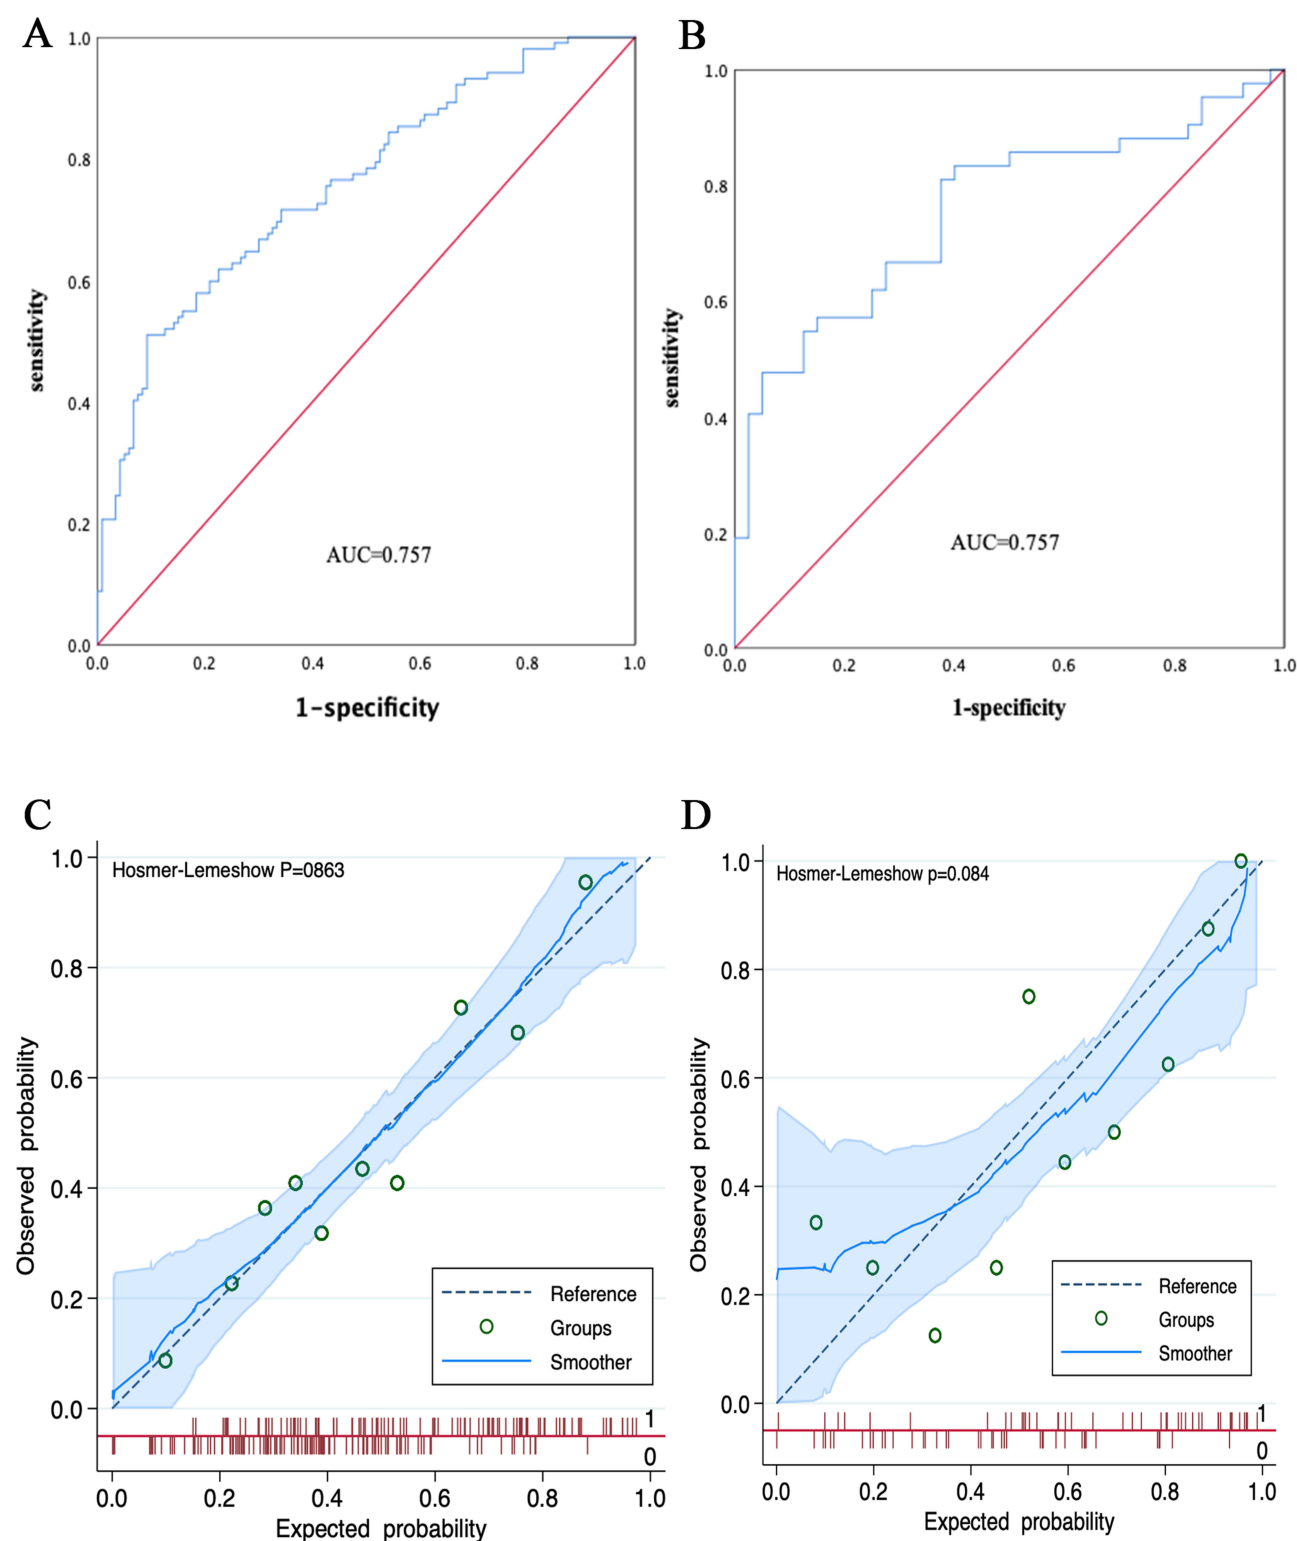 A
1.0
0.8
0.6
0.4
0.2
0.0
sensitivity
AUC=0.757
0.0 0.2 0.4 0.6 0.8 1.0
1-specificity
B
1.0
0.8
0.6
0.4
0.2
0.0
sensitivity
AUC=0.757
0.0 0.2 0.4 0.6 0.8 1.0
1-specificity
C
1.0
0.8
0.6
0.4
0.2
0.0
Observed probability
Hosmer-Lemeshow P=0863
Reference
Groups
Smoother
1
0
0.0 0.2 0.4 0.6 0.8 1.0
Expected probability
D
1.0
0.8
0.6
0.4
0.2
0.0
Observed probability
Hosmer-Lemeshow p=0.084
Reference
Groups
Smoother
1
0
0.0 0.2 0.4 0.6 0.8 1.0
Expected probability